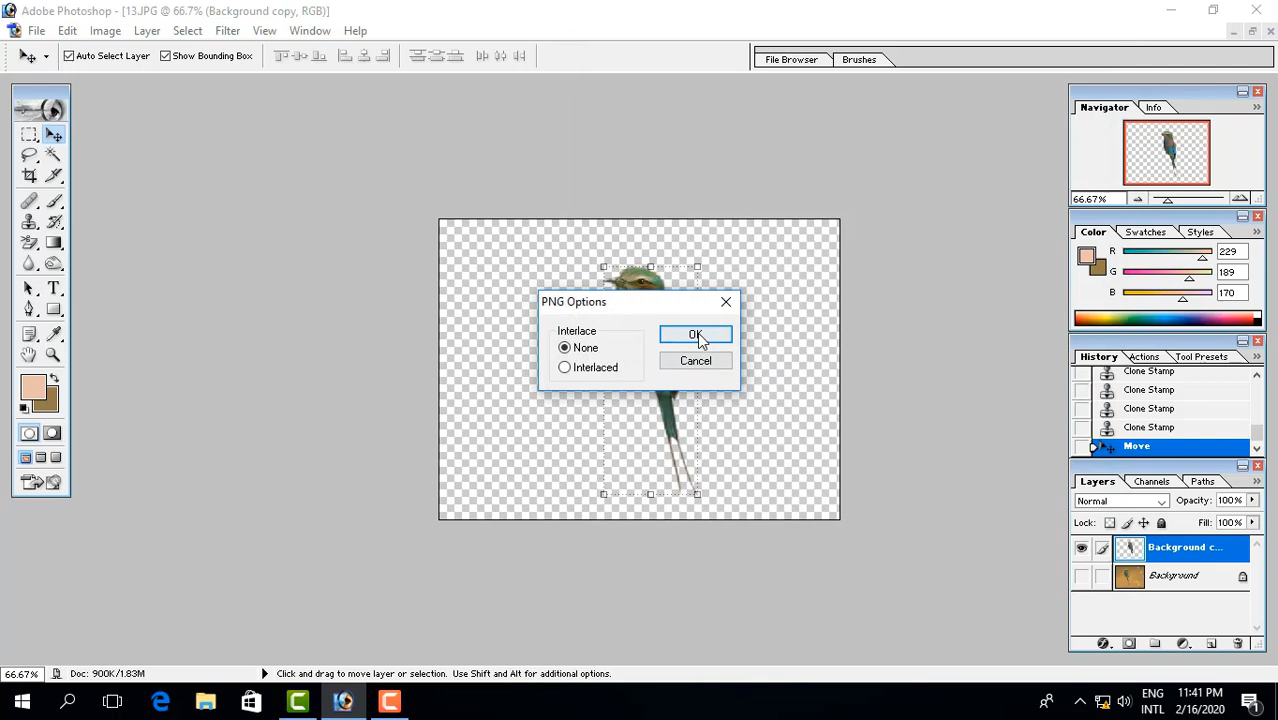 Adobe Photoshop - [13.JPG @ 66.7% (Background copy, RGB)]
File Edit Image Layer Select Filter View Window Help
Auto Select Layer Show Bounding Box File Browser Brushes
Navigator Info
66.67%
Color Swatches Styles
R 229
G 189
B 170
PNG Options
Interlace
None
Interlaced
OK
Cancel
History Actions Tool Presets
Clone Stamp
Clone Stamp
Clone Stamp
Clone Stamp
Move
Layers Channels Paths
Normal Opacity: 100%
Lock: Fill: 100%
Background c...
Background
66.67% Doc: 900K/1.83M Click and drag to move layer or selection. Use Shift and Alt for additional options.
ENG
INTL
11:41 PM
2/16/2020
1